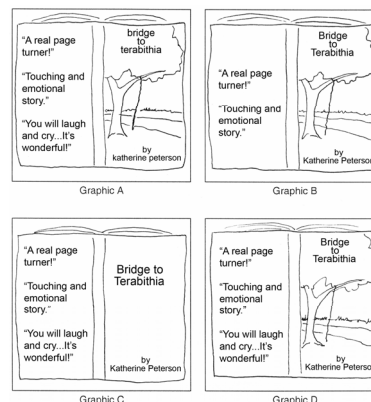 "A real page
turner!"
"Touching and
emotional
story."
"You will laugh
and cry...It's
wonderful!"
bridge
to
terabithia
by
katherine peterson
Graphic A
"A real page
turner!"
"Touching and
emotional
story."
Bridge
to
Terabithia
by
Katherine Peterson
Graphic B
"A real page
turner!"
"Touching and
emotional
story."
"You will laugh
and cry...It's
wonderful!"
Bridge to
Terabithia
by
Katherine Peterson
Graphic C
"A real page
turner!"
"Touching and
emotional
story."
"You will laugh
and cry...It's
wonderful!"
Bridge
to
Terabithia
by
Katherine Peterson
Graphic D